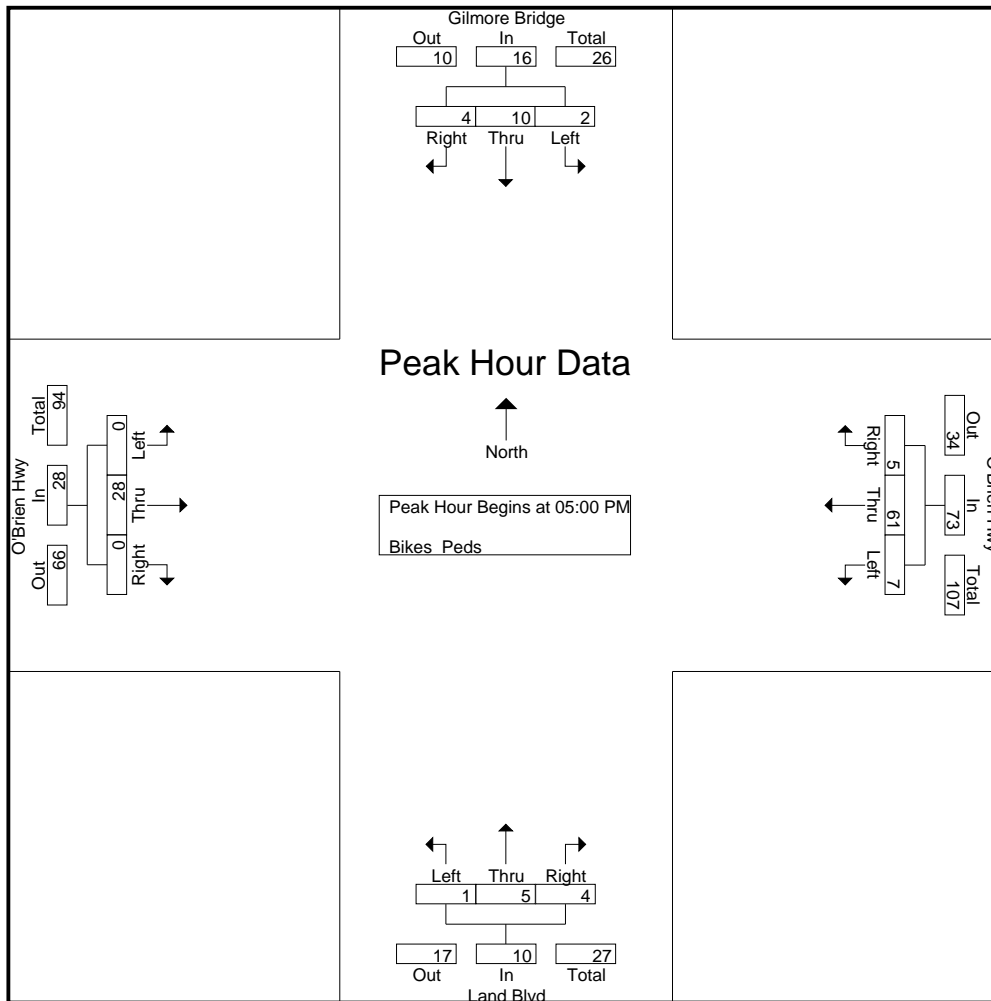 Gilmore Bridge
Out In Total
10 16 26
4 10 2
Right Thru Left
Peak Hour Data
North
Peak Hour Begins at 05:00 PM
Bikes Peds
O'Brien Hwy
Out In Total
66 28 94
0 28 0
Right Thru Left
O'Brien Hwy
Out In Total
34 73 107
5 61 7
Right Thru Left
Left Thru Right
1 5 4
17 10 27
Out In Total
Land Blvd